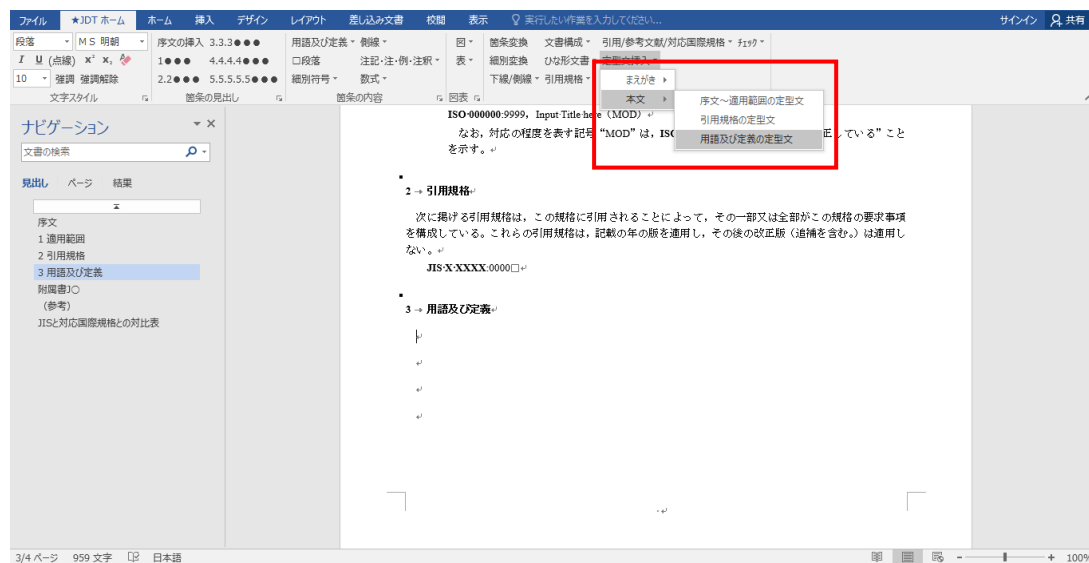 ファイル ★JDT ホーム ホーム 挿入 デザイン レイアウト 差し込み文書 校閲 表示 実行したい作業を入力してください... サインイン 共有
段落 ＭＳ 明朝 序文の挿入 3.3.3●●● 用語及び定義 側線 図 箇条変換 文書構成 引用/参考文献/対応国際規格 ﾁｪｯｸ
I U (点線) x² x₂ 1●●● 4.4.4.4●●● □段落 注記･注･例･注釈 表 細別変換 ひな形文書 定型文挿入
10 強調 強調解除 2.2●●● 5.5.5.5.5●●● 細別符号 数式 下線/側線 引用規格 まえがき
文字スタイル 箇条の見出し 箇条の内容 図表 本文
序文～適用範囲の定型文
引用規格の定型文
用語及び定義の定型文
ナビゲーション
文書の検索
見出し ページ 結果
序文
1 適用範囲
2 引用規格
3 用語及び定義
附属書J○
（参考）
JISと対応国際規格との対比表
ISO 000000:9999，Input Title here（MOD）
なお，対応の程度を表す記号“MOD”は，ISO 正している”こと
を示す。
2 → 引用規格
次に掲げる引用規格は，この規格に引用されることによって，その一部又は全部がこの規格の要求事項
を構成している。これらの引用規格は，記載の年の版を適用し，その後の改正版（追補を含む。）は適用し
ない。
JIS X XXXX:0000□
3 → 用語及び定義
3/4 ページ 959 文字 日本語 100%